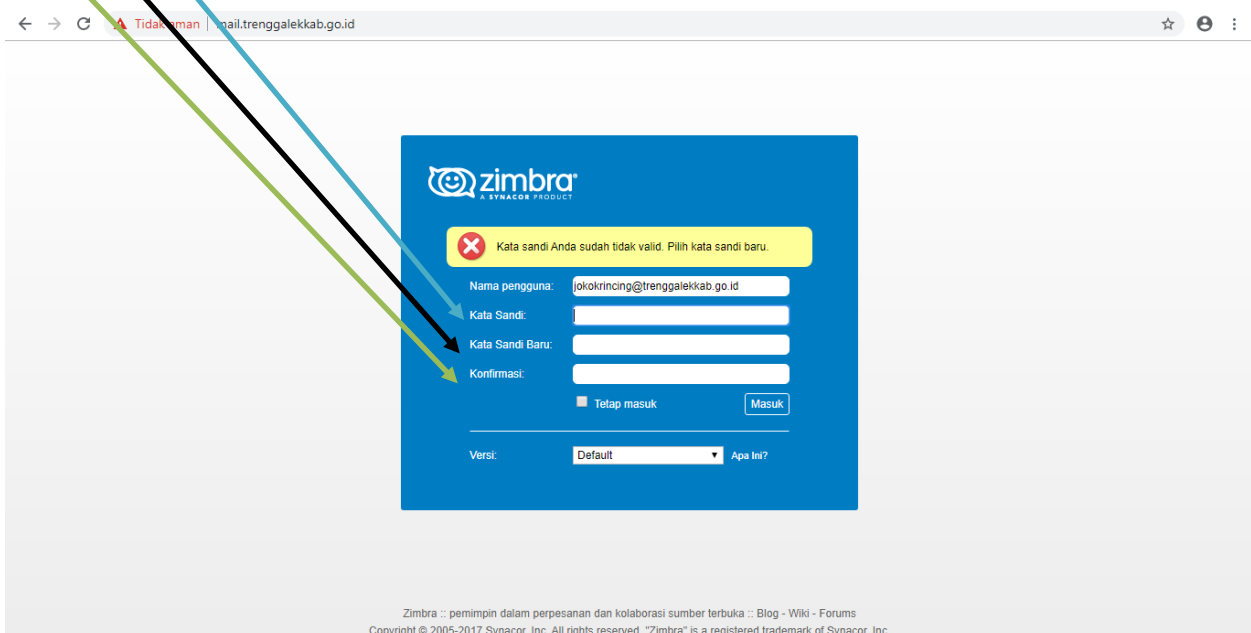 Tidak aman | mail.trenggalekkab.go.id
zimbra
A SYNACOR PRODUCT
Kata sandi Anda sudah tidak valid. Pilih kata sandi baru.
Nama pengguna: jokokrincing@trenggalekkab.go.id
Kata Sandi:
Kata Sandi Baru:
Konfirmasi:
Tetap masuk Masuk
Versi: Default Apa Ini?
Zimbra :: pemimpin dalam perpesanan dan kolaborasi sumber terbuka :: Blog - Wiki - Forums
Copyright © 2005-2017 Synacor, Inc. All rights reserved. "Zimbra" is a registered trademark of Synacor, Inc.